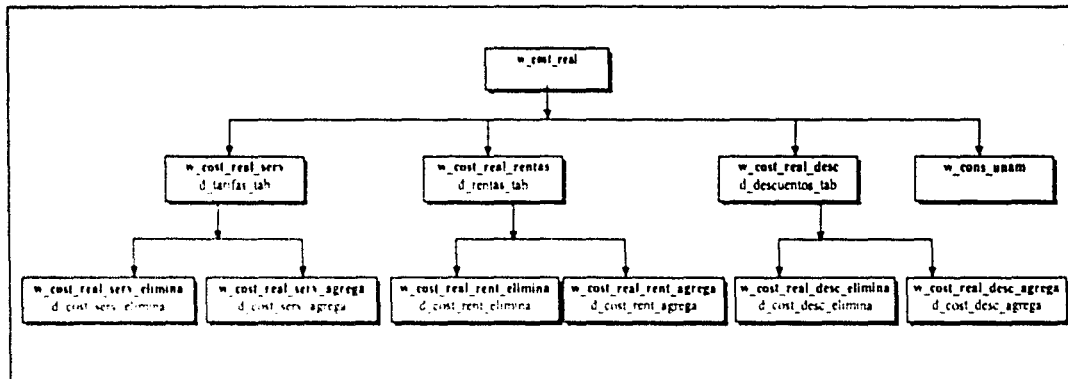 w_cost_real
w_cost_real_serv
d_tarifas_tab
w_cost_real_rentas
d_rentas_tab
w_cost_real_desc
d_descuentos_tab
w_cons_unam
w_cost_real_serv_elimina
d_cost_serv_elimina
w_cost_real_serv_agrega
d_cost_serv_agrega
w_cost_real_rent_elimina
d_cost_rent_elimina
w_cost_real_rent_agrega
d_cost_rent_agrega
w_cost_real_desc_elimina
d_cost_desc_elimina
w_cost_real_desc_agrega
d_cost_desc_agrega